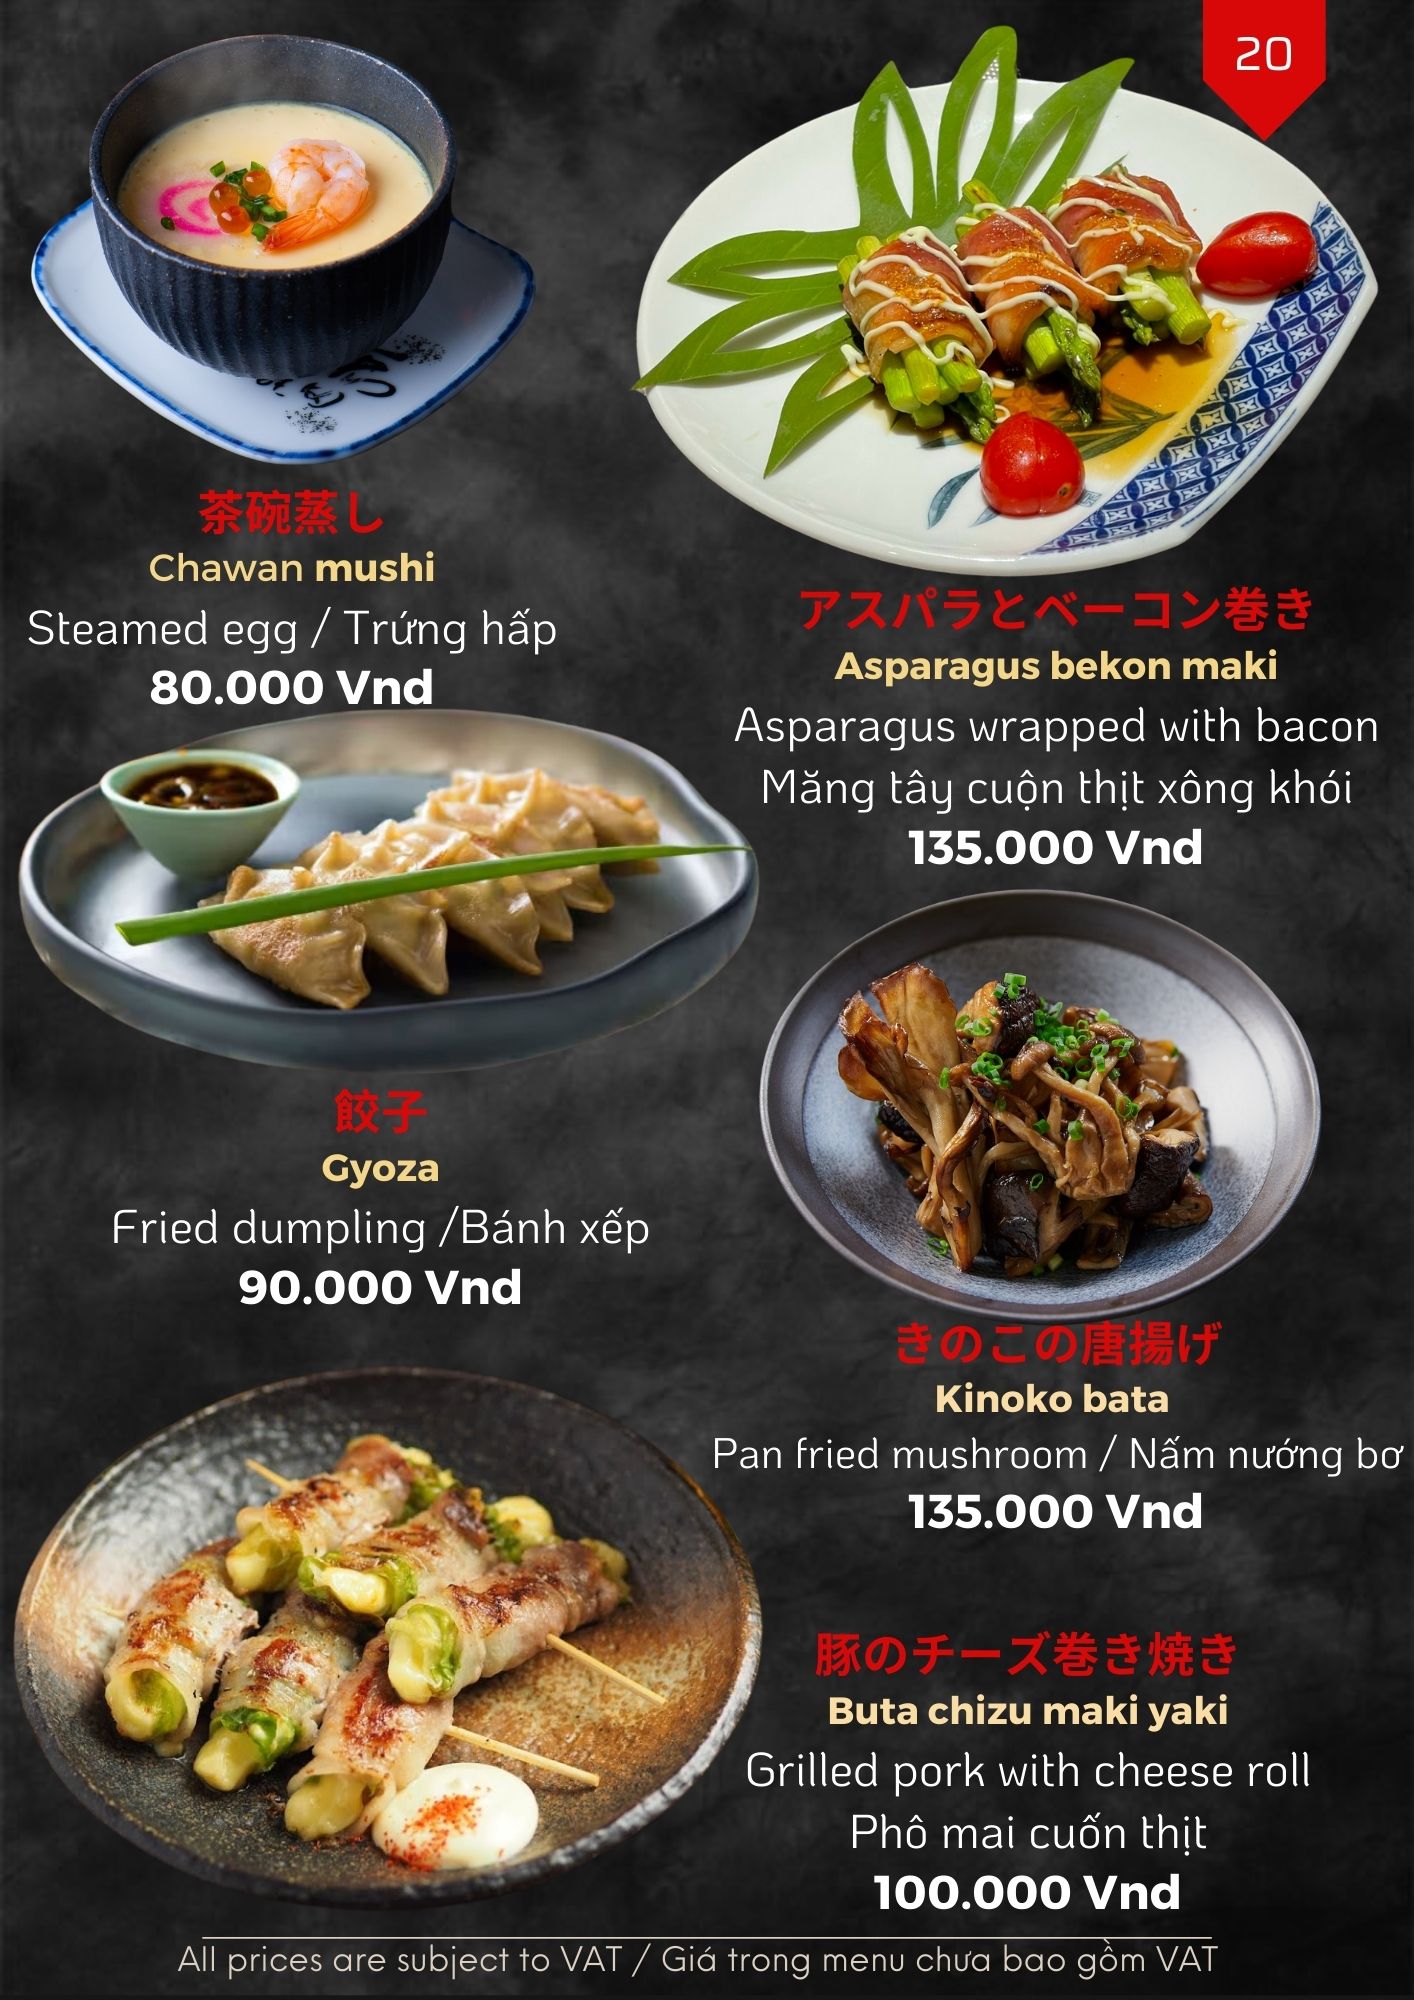 20
茶碗蒸し
Chawan mushi
Steamed egg / Trứng hấp
80.000 Vnd
アスパラとベーコン巻き
Asparagus bekon maki
Asparagus wrapped with bacon
Măng tây cuộn thịt xông khói
135.000 Vnd
餃子
Gyoza
Fried dumpling /Bánh xếp
90.000 Vnd
きのこの唐揚げ
Kinoko bata
Pan fried mushroom / Nấm nướng bơ
135.000 Vnd
豚のチーズ巻き焼き
Buta chizu maki yaki
Grilled pork with cheese roll
Phô mai cuốn thịt
100.000 Vnd
All prices are subject to VAT / Giá trong menu chưa bao gồm VAT